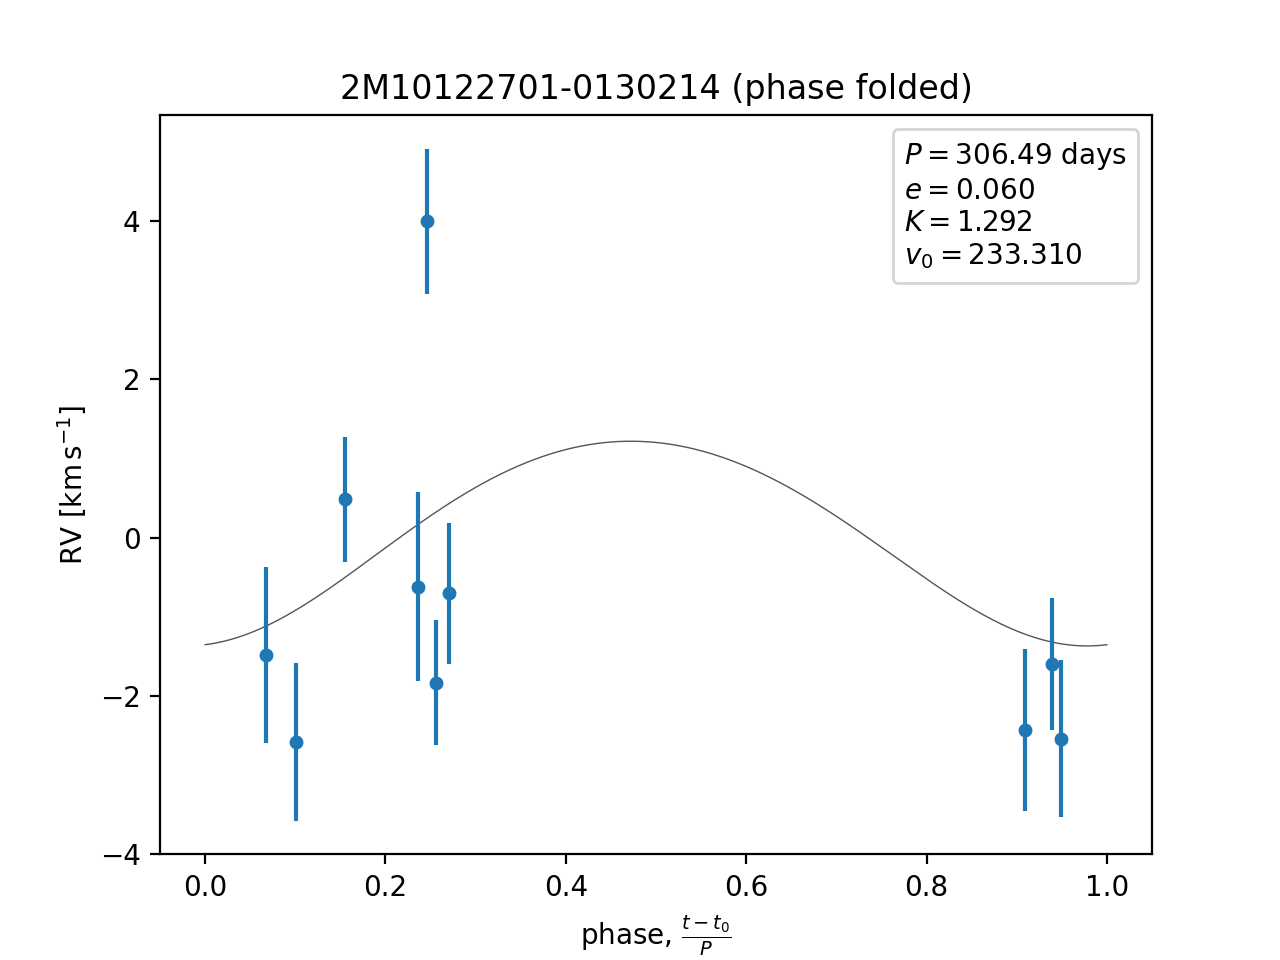 2M10122701-0130214 (phase folded)
P = 306.49 days
e = 0.060
K = 1.292
v₀ = 233.310
4
2
0
−2
−4
RV [km s⁻¹]
0.0 0.2 0.4 0.6 0.8 1.0
phase, (t − t₀)/P